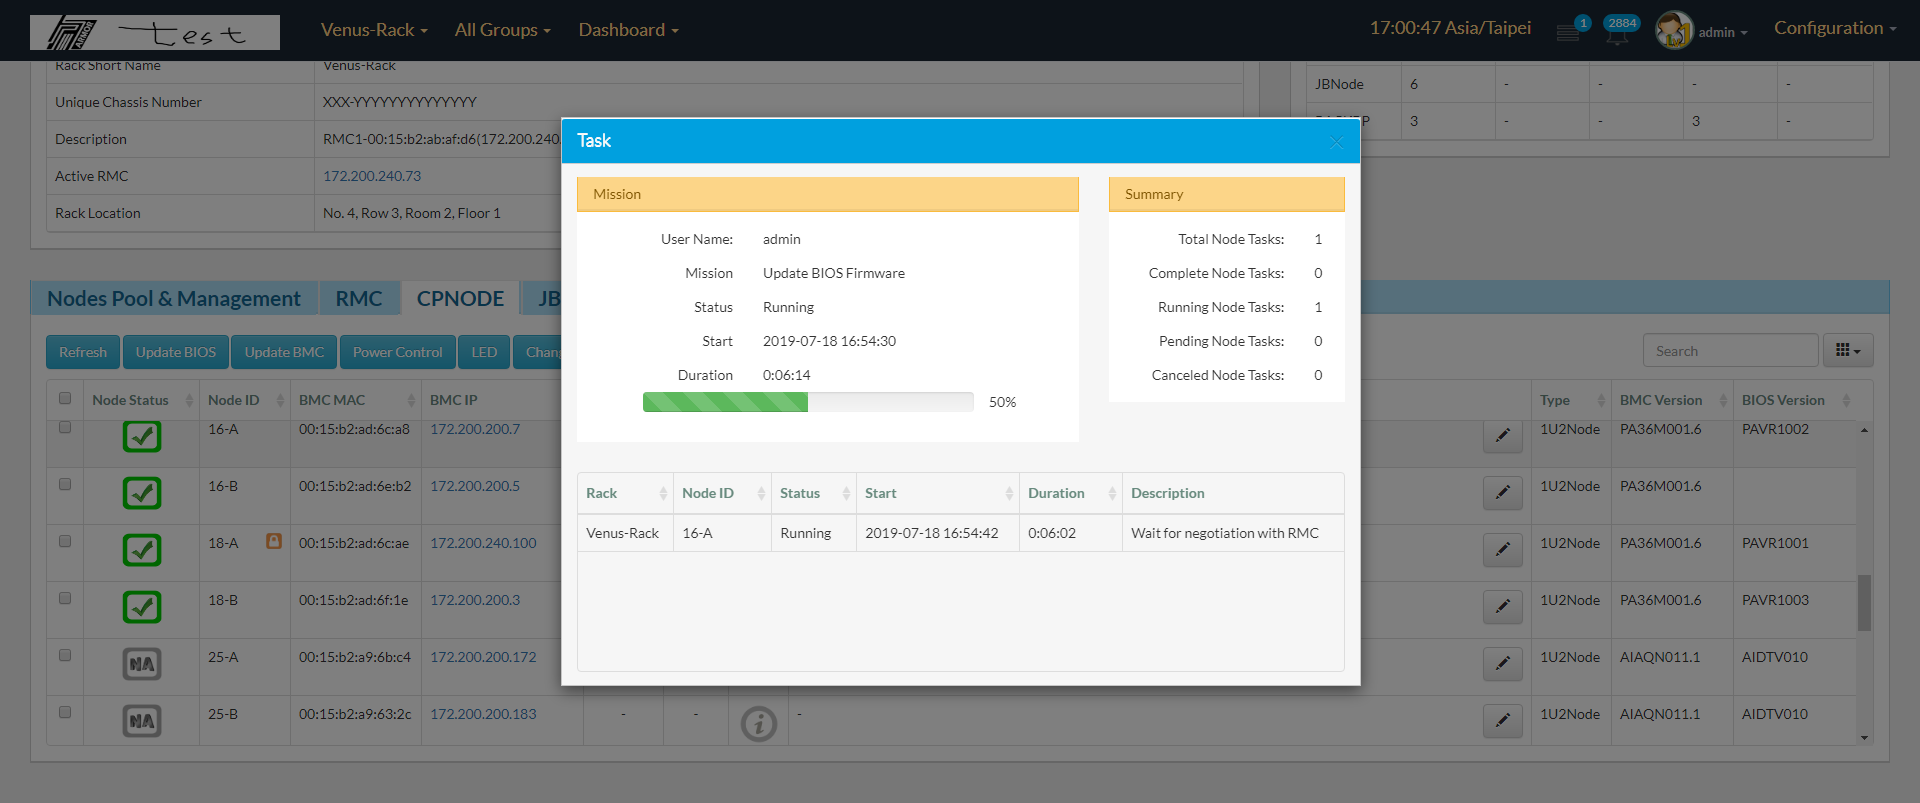 ARMOR test Venus-Rack All Groups Dashboard 17:00:47 Asia/Taipei 1 2884 admin Configuration
Rack Short Name Venus-Rack
Unique Chassis Number XXX-YYYYYYYYYYYYYY
Description RMC1-00:15:b2:ab:af:d6(172.200.240.
Active RMC 172.200.240.73
Rack Location No. 4, Row 3, Room 2, Floor 1
JBNode 6 - - - -
3 - - 3 -
Task
Mission
User Name: admin
Mission Update BIOS Firmware
Status Running
Start 2019-07-18 16:54:30
Duration 0:06:14
50%
Summary
Total Node Tasks: 1
Complete Node Tasks: 0
Running Node Tasks: 1
Pending Node Tasks: 0
Canceled Node Tasks: 0
Rack Node ID Status Start Duration Description
Venus-Rack 16-A Running 2019-07-18 16:54:42 0:06:02 Wait for negotiation with RMC
Nodes Pool & Management RMC CPNODE JB
Refresh Update BIOS Update BMC Power Control LED Chang
Search
Node Status Node ID BMC MAC BMC IP Type BMC Version BIOS Version
16-A 00:15:b2:ad:6c:a8 172.200.200.7 1U2Node PA36M001.6 PAVR1002
16-B 00:15:b2:ad:6e:b2 172.200.200.5 1U2Node PA36M001.6
18-A 00:15:b2:ad:6c:ae 172.200.240.100 1U2Node PA36M001.6 PAVR1001
18-B 00:15:b2:ad:6f:1e 172.200.200.3 1U2Node PA36M001.6 PAVR1003
NA 25-A 00:15:b2:a9:6b:c4 172.200.200.172 1U2Node AIAQN011.1 AIDTV010
NA 25-B 00:15:b2:a9:63:2c 172.200.200.183 - - - 1U2Node AIAQN011.1 AIDTV010